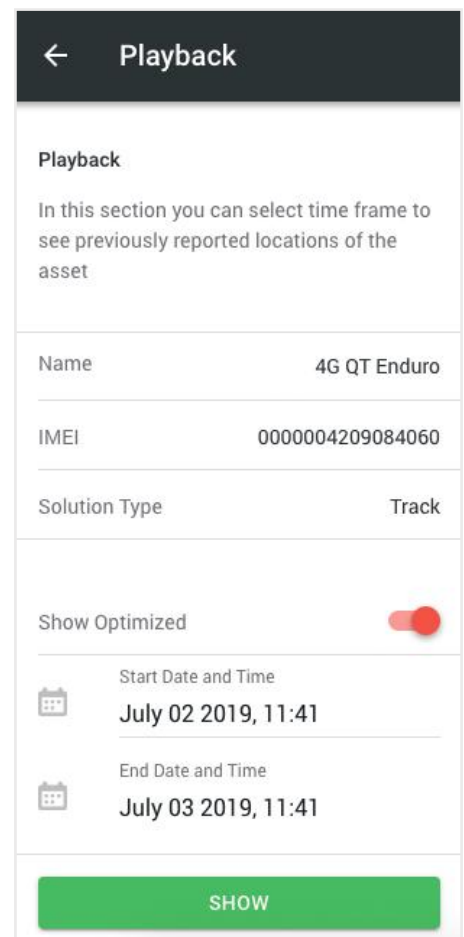 Playback
Playback
In this section you can select time frame to
see previously reported locations of the
asset
Name 4G QT Enduro
IMEI 0000004209084060
Solution Type Track
Show Optimized
Start Date and Time
July 02 2019, 11:41
End Date and Time
July 03 2019, 11:41
SHOW